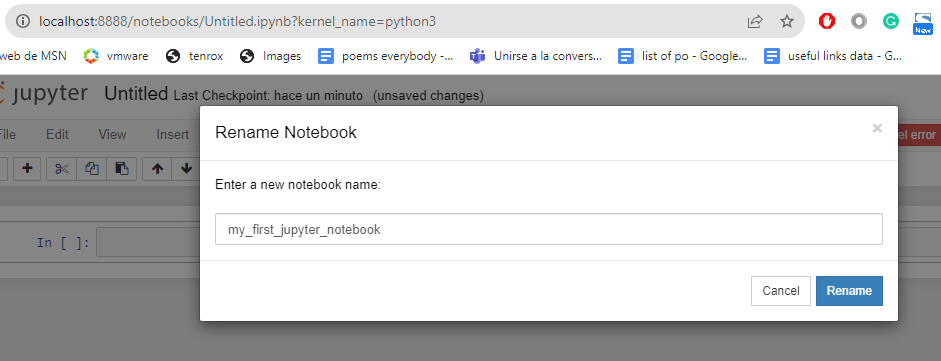 localhost:8888/notebooks/Untitled.ipynb?kernel_name=python3
New
web de MSN vmware tenrox Images poems everybody -... Unirse a la convers... list of po - Google... useful links data - G...
jupyter Untitled Last Checkpoint: hace un minuto (unsaved changes)
Rename Notebook ×
File Edit View Insert el error
Enter a new notebook name:
my_first_jupyter_notebook
In [ ]:
Cancel Rename